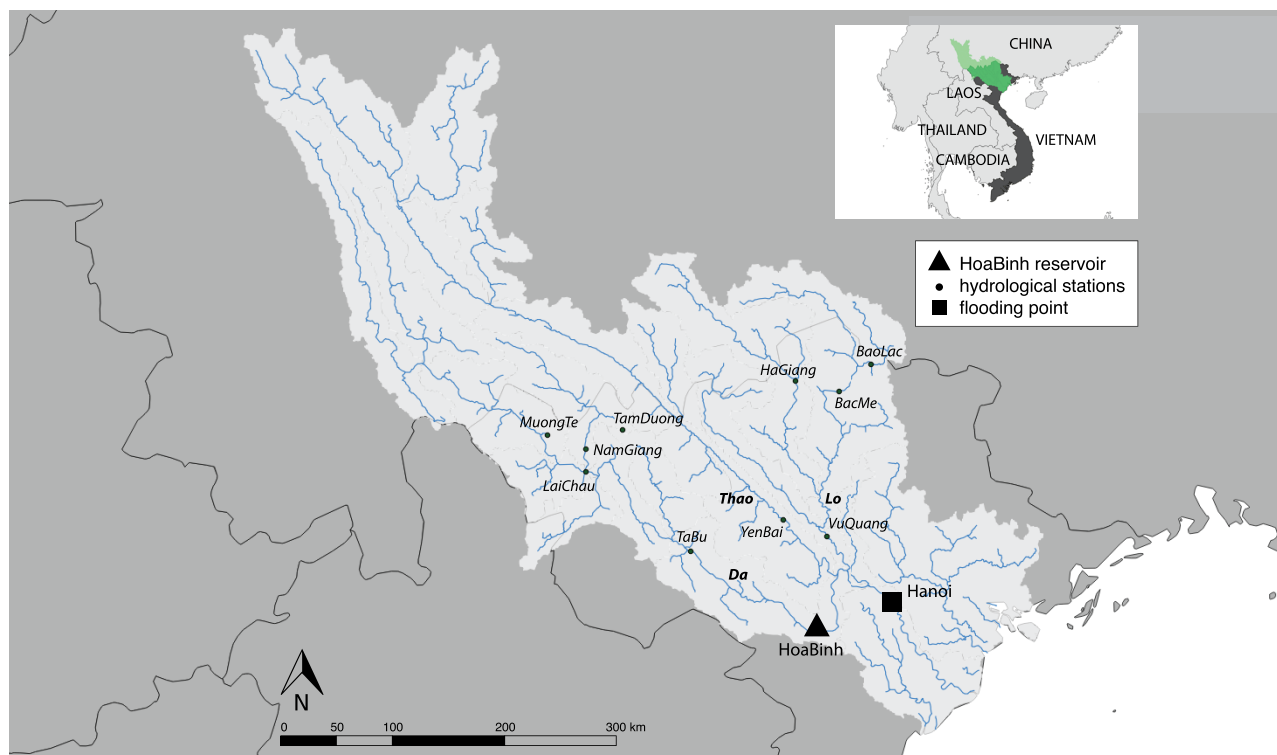 CHINA
LAOS
THAILAND
VIETNAM
CAMBODIA
HoaBinh reservoir
hydrological stations
flooding point
BaoLac
HaGiang
BacMe
MuongTe
TamDuong
NamGiang
LaiChau
Thao
Lo
YenBai
VuQuang
TaBu
Da
Hanoi
HoaBinh
N
0 50 100 200 300 km